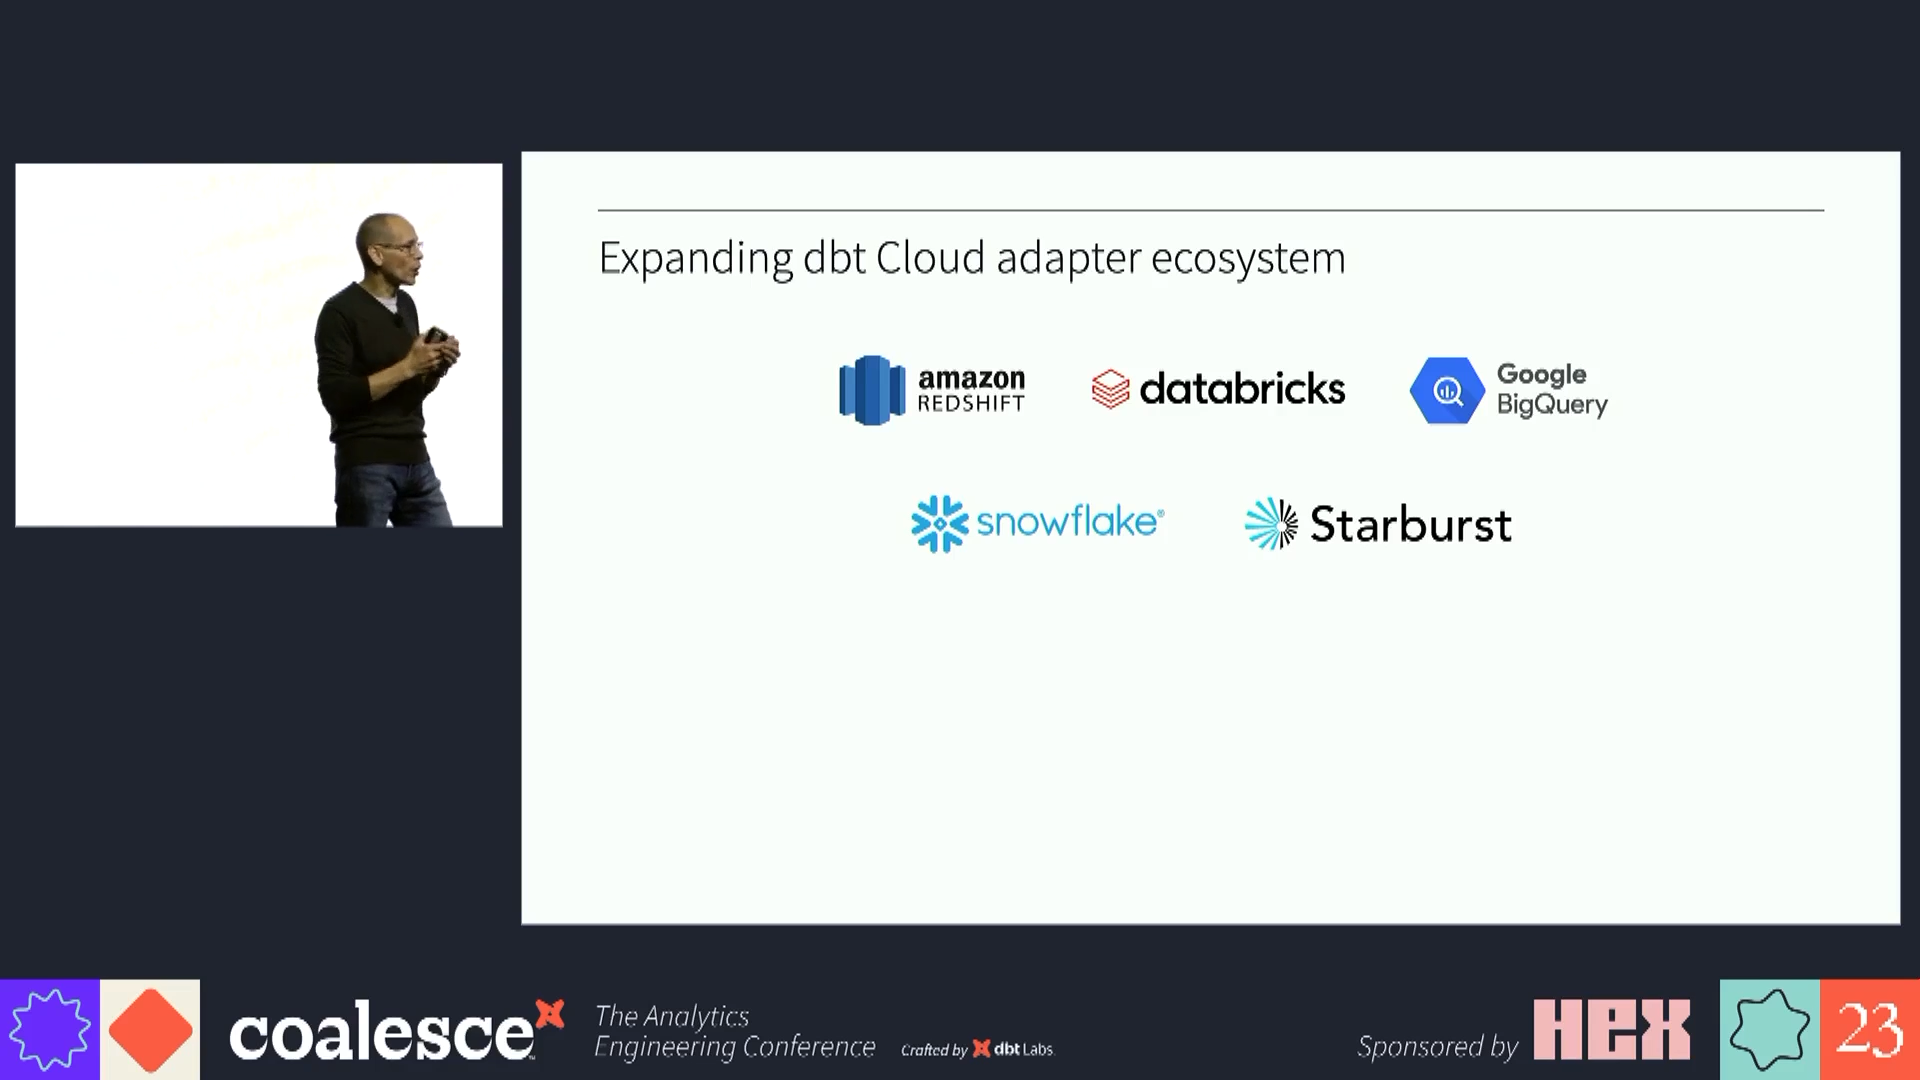 Expanding dbt Cloud adapter ecosystem
amazon
REDSHIFT
databricks
Google
BigQuery
snowflake®
Starburst
coalesce™
The Analytics
Engineering Conference
Crafted by dbt Labs.
Sponsored by HEX
23